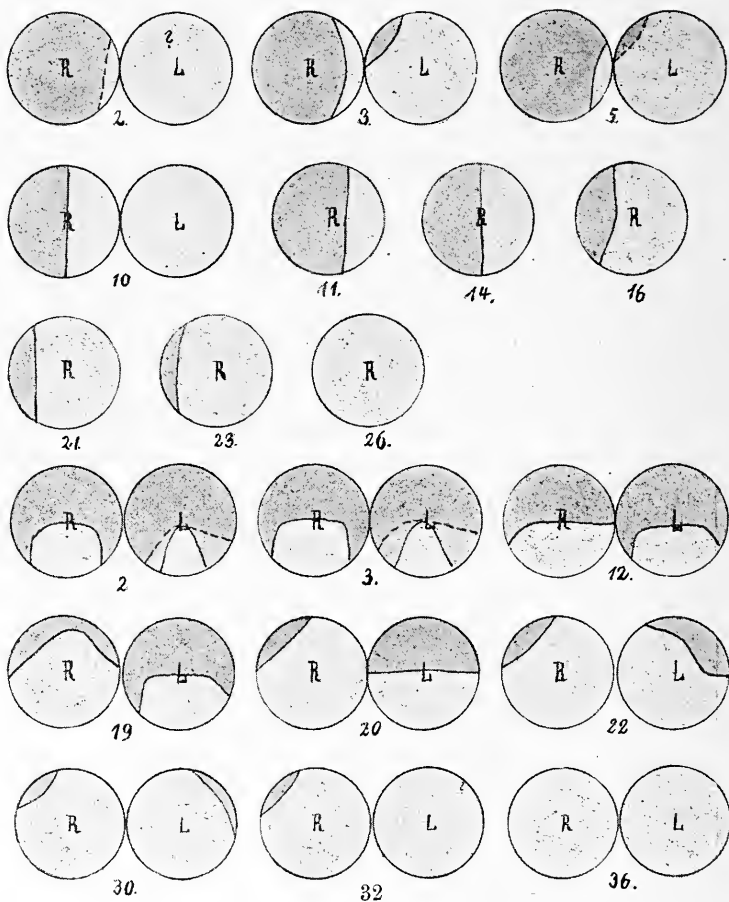 ? R L R L R L
2. 3. 5.
R L R R R
10 11. 14. 16
R R R
21. 23. 26.
R L R L R L
2 3. 12.
R L R L R L
19 20 22
R L R ? L R L
30. 32 36.